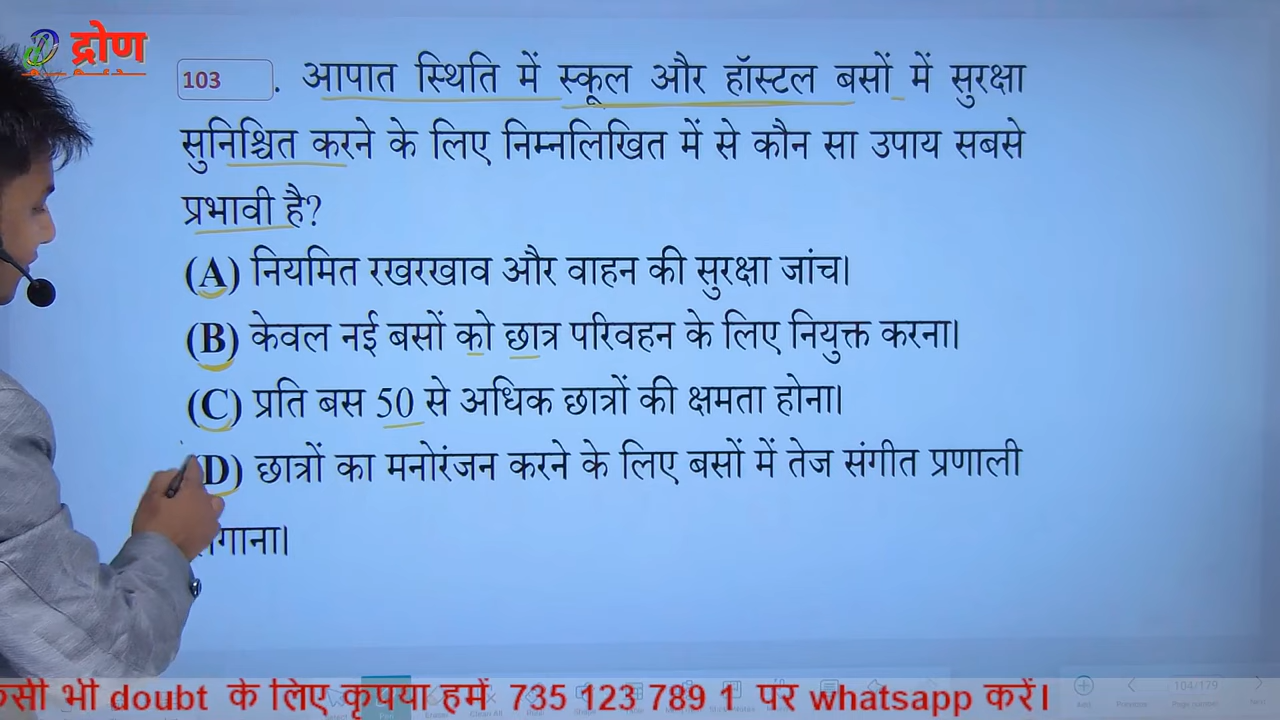 द्रोण
103 . आपात स्थिति में स्कूल और हॉस्टल बसों में सुरक्षा
सुनिश्चित करने के लिए निम्नलिखित में से कौन सा उपाय सबसे
प्रभावी है?
(A) नियमित रखरखाव और वाहन की सुरक्षा जांच।
(B) केवल नई बसों को छात्र परिवहन के लिए नियुक्त करना।
(C) प्रति बस 50 से अधिक छात्रों की क्षमता होना।
(D) छात्रों का मनोरंजन करने के लिए बसों में तेज संगीत प्रणाली
गाना।
104/179
भी doubt के लिए कृपया हमें 735 123 789 1 पर whatsapp करें।